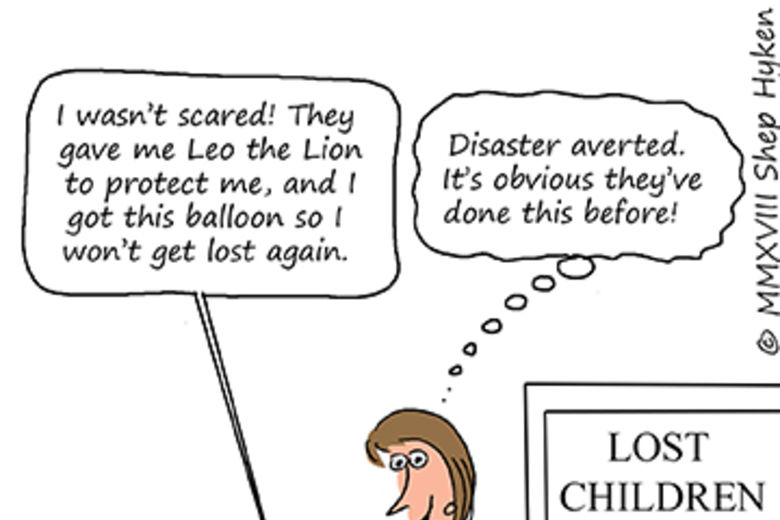 I wasn't scared! They
gave me Leo the Lion
to protect me, and I
got this balloon so I
won't get lost again.
Disaster averted.
It's obvious they've
done this before!
© MMXVIII Shep Hyken
LOST
CHILDREN